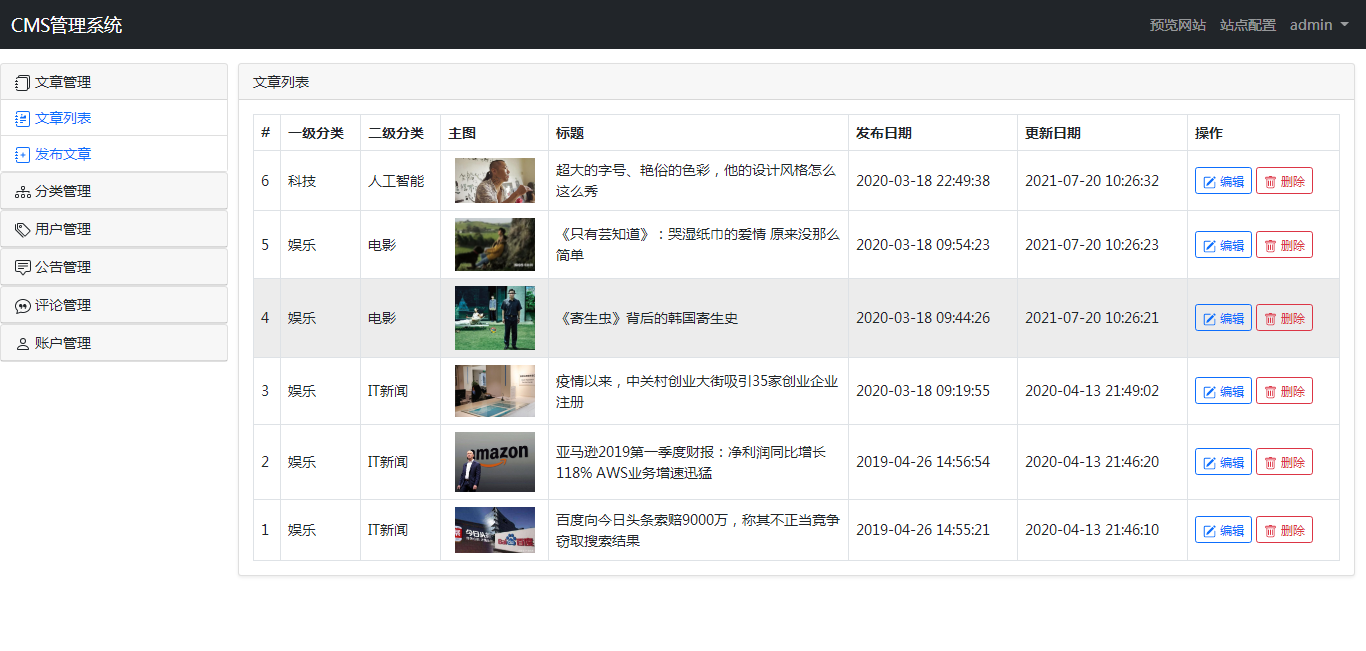 CMS管理系统
预览网站 站点配置 admin
文章管理
文章列表
发布文章
分类管理
用户管理
公告管理
评论管理
账户管理
文章列表
# 一级分类 二级分类 主图 标题 发布日期 更新日期 操作
6 科技 人工智能 超大的字号、艳俗的色彩，他的设计风格怎么 2020-03-18 22:49:38 2021-07-20 10:26:32 编辑 删除
这么秀
5 娱乐 电影 《只有芸知道》：哭湿纸巾的爱情 原来没那么 2020-03-18 09:54:23 2021-07-20 10:26:23 编辑 删除
简单
4 娱乐 电影 《寄生虫》背后的韩国寄生史 2020-03-18 09:44:26 2021-07-20 10:26:21 编辑 删除
3 娱乐 IT新闻 疫情以来，中关村创业大街吸引35家创业企业 2020-03-18 09:19:55 2020-04-13 21:49:02 编辑 删除
注册
2 娱乐 IT新闻 amazon 亚马逊2019第一季度财报：净利润同比增长 2019-04-26 14:56:54 2020-04-13 21:46:20 编辑 删除
118% AWS业务增速迅猛
1 娱乐 IT新闻 今日头 Bai 百度 百度向今日头条索赔9000万，称其不正当竞争 2019-04-26 14:55:21 2020-04-13 21:46:10 编辑 删除
窃取搜索结果